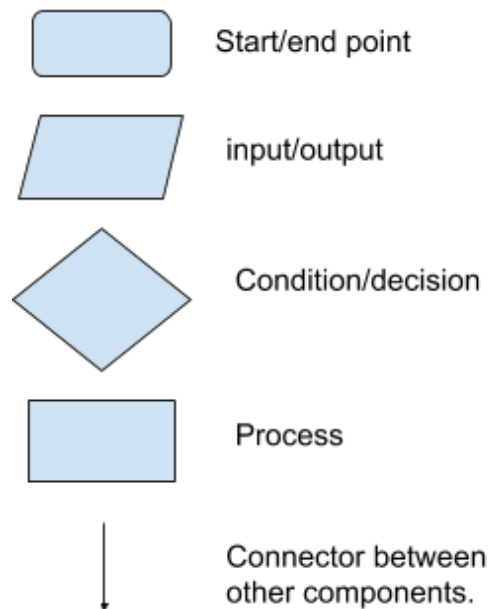 Start/end point
input/output
Condition/decision
Process
Connector between
other components.